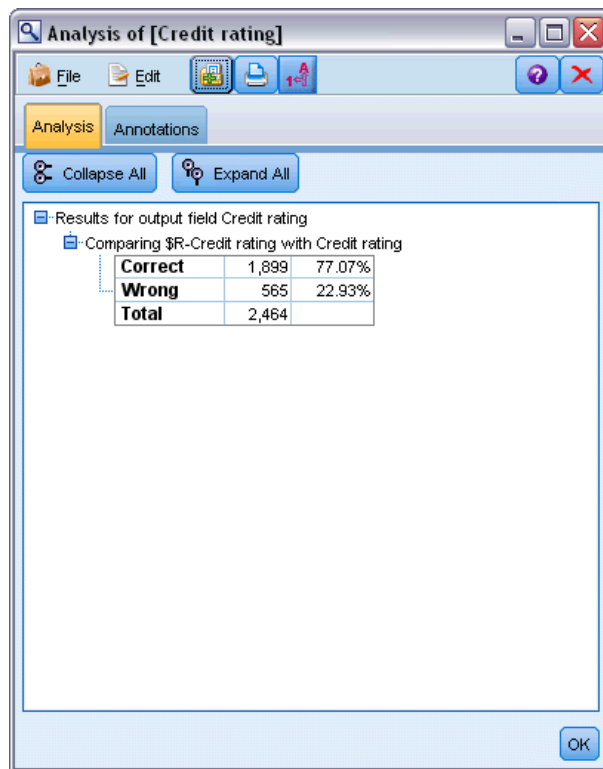 Analysis of [Credit rating]
File Edit
Analysis Annotations
Collapse All Expand All
Results for output field Credit rating
Comparing $R-Credit rating with Credit rating
Correct 1,899 77.07%
Wrong 565 22.93%
Total 2,464
OK